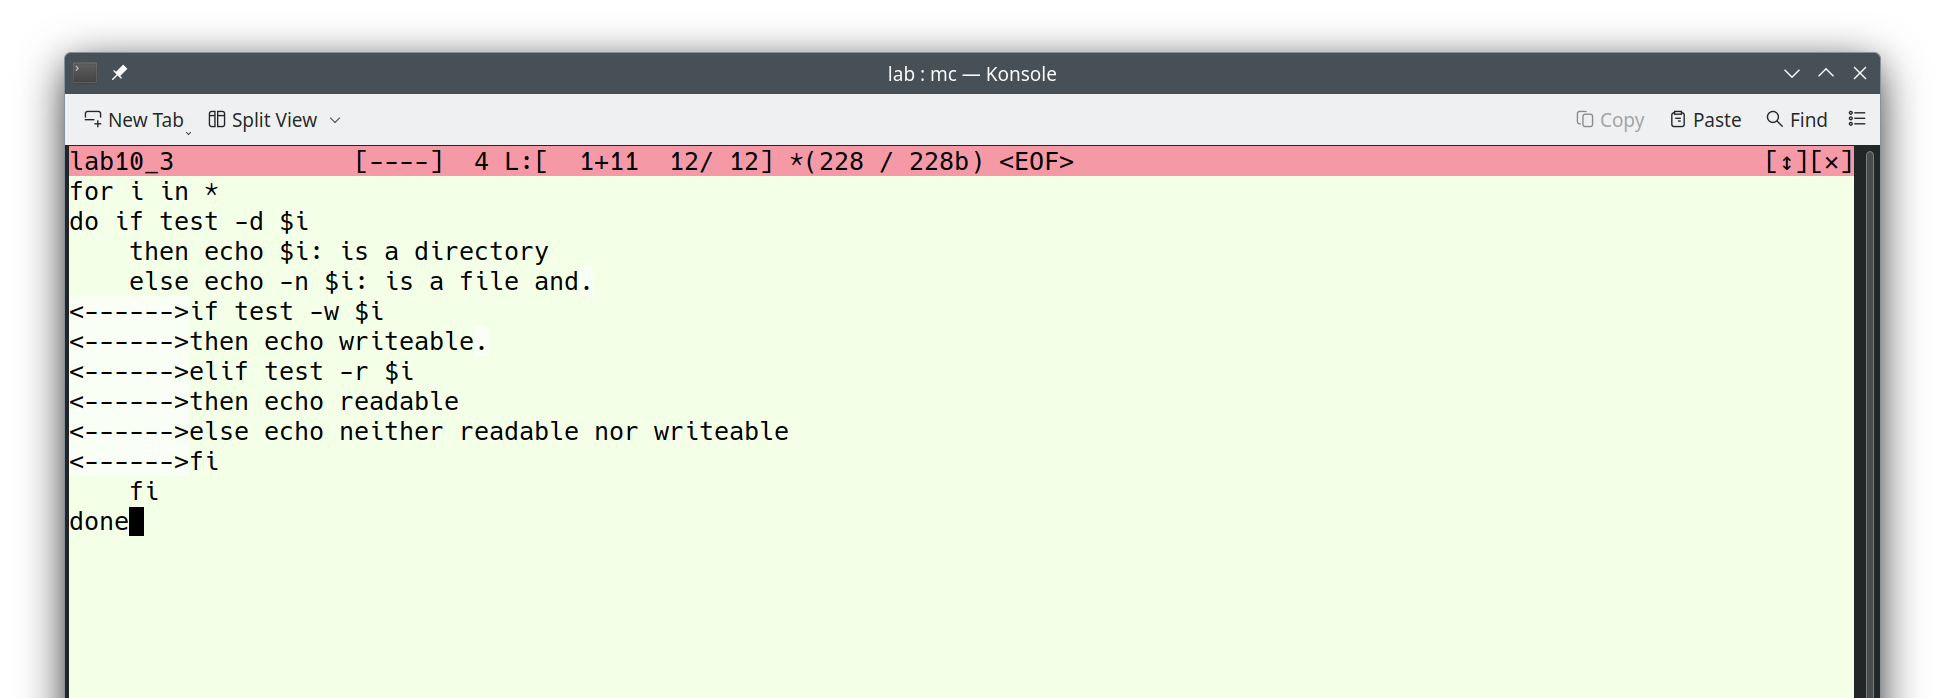 lab : mc — Konsole
New Tab Split View Copy Paste Find
lab10_3 [----] 4 L:[ 1+11 12/ 12] *(228 / 228b) <EOF> [↕][×]
for i in *
do if test -d $i
    then echo $i: is a directory
    else echo -n $i: is a file and.
<------>if test -w $i
<------>then echo writeable.
<------>elif test -r $i
<------>then echo readable
<------>else echo neither readable nor writeable
<------>fi
    fi
done